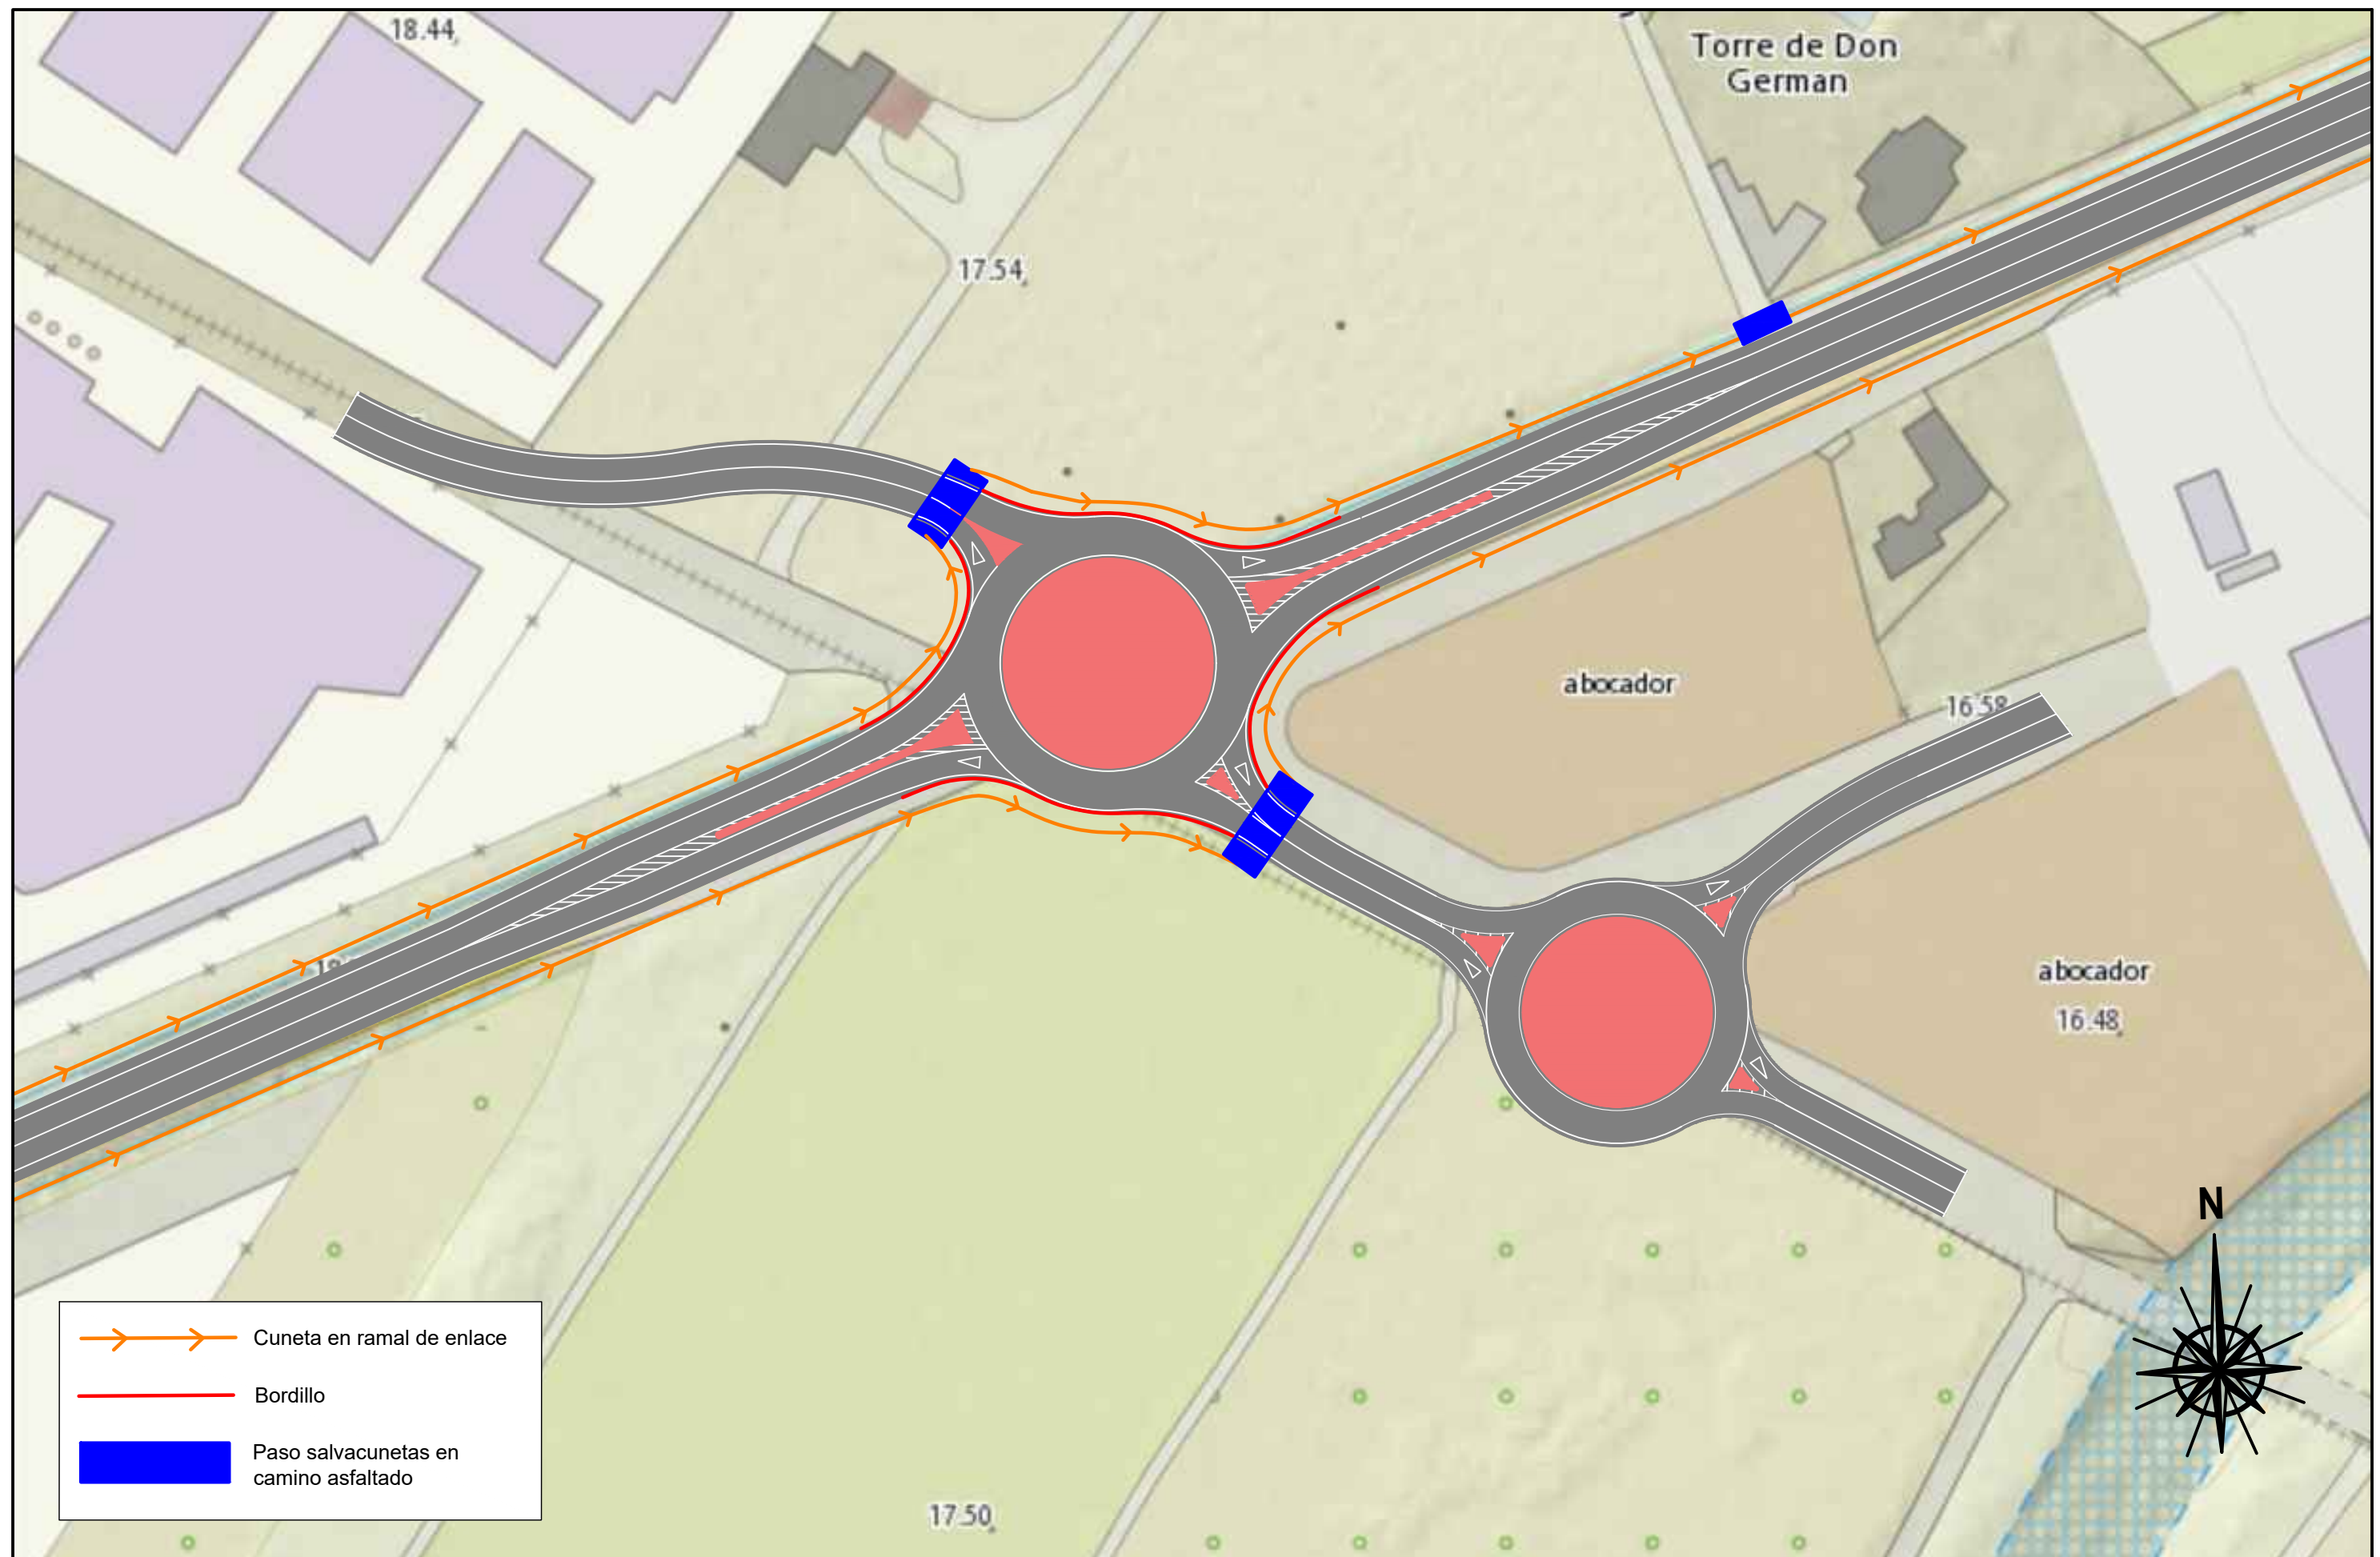 18.44
Torre de Don
German
17.54
abocador
16.58
abocador
16.48
N
Cuneta en ramal de enlace
Bordillo
Paso salvacunetas en
camino asfaltado
17.50